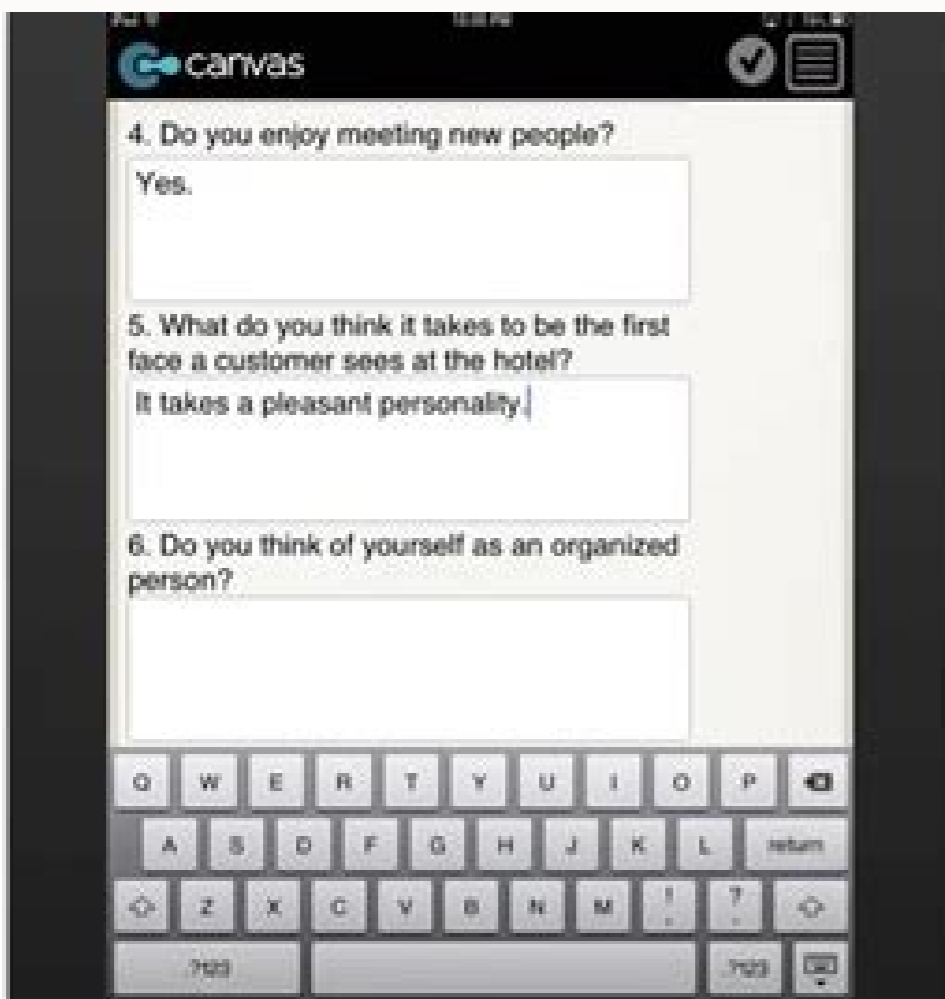 canvas
4. Do you enjoy meeting new people?
Yes.
5. What do you think it takes to be the first
face a customer sees at the hotel?
It takes a pleasant personality.
6. Do you think of yourself as an organized
person?
Q W E R T Y U I O P
A S D F G H J K L return
Z X C V B N M ! , ? .
.?123 .?123